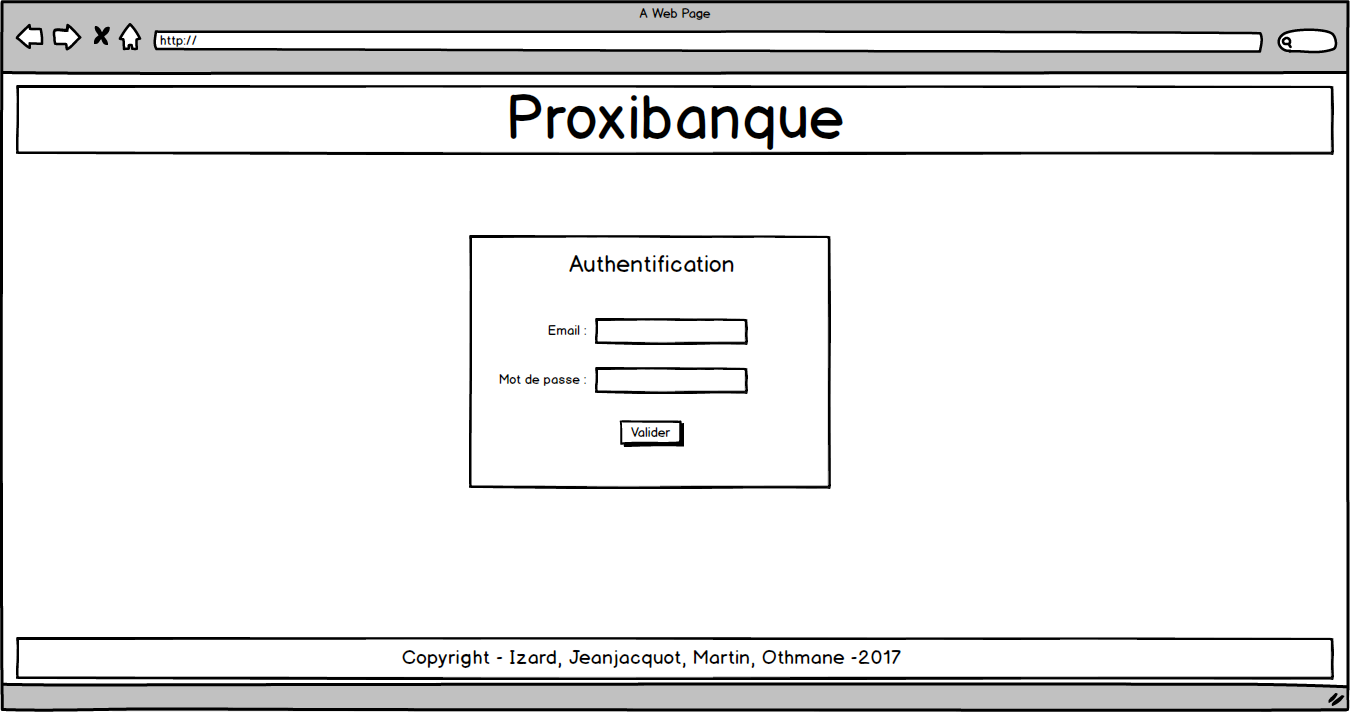 A Web Page
http://
Proxibanque
Authentification
Email :
Mot de passe :
Valider
Copyright - Izard, Jeanjacquot, Martin, Othmane -2017